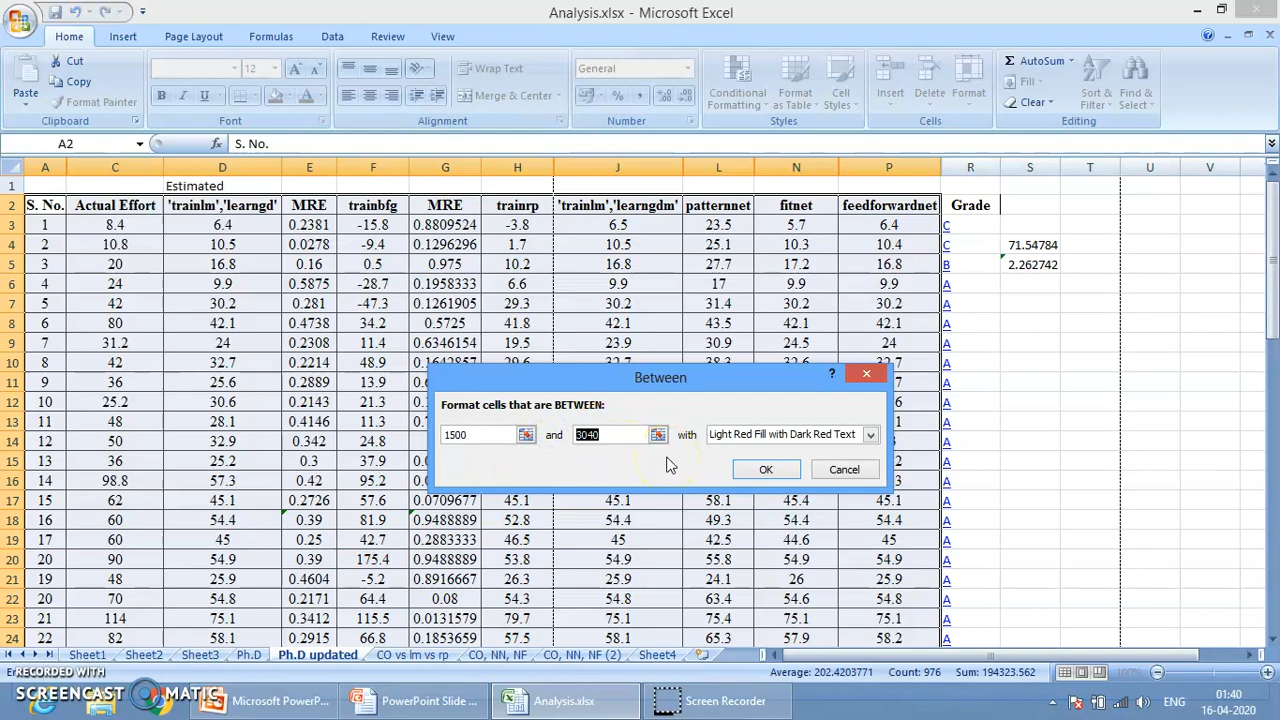 Analysis.xlsx - Microsoft Excel
Home Insert Page Layout Formulas Data Review View
Cut
Copy
Format Painter
Paste
Clipboard
12 A A
B I U A
Font
Wrap Text
Merge & Center
Alignment
General
% ,
Number
Conditional Formatting
Format as Table
Cell Styles
Styles
Insert Delete Format
Cells
Σ AutoSum
Fill
Clear
Sort & Filter
Find & Select
Editing
A2 fx S. No.
A C D E F G H J L N P R S T U V
1 Estimated
2 S. No. Actual Effort 'trainlm','learngd' MRE trainbfg MRE trainrp 'trainlm','learngdm' patternnet fitnet feedforwardnet Grade
3 1 8.4 6.4 0.2381 -15.8 0.8809524 -3.8 6.5 23.5 5.7 6.4 C
4 2 10.8 10.5 0.0278 -9.4 0.1296296 1.7 10.5 25.1 10.3 10.4 C 71.54784
5 3 20 16.8 0.16 0.5 0.975 10.2 16.8 27.7 17.2 16.8 B 2.262742
6 4 24 9.9 0.5875 -28.7 0.1958333 6.6 9.9 17 9.9 9.9 A
7 5 42 30.2 0.281 -47.3 0.1261905 29.3 30.2 31.4 30.2 30.2 A
8 6 80 42.1 0.4738 34.2 0.5725 41.8 42.1 43.5 42.1 42.1 A
9 7 31.2 24 0.2308 11.4 0.6346154 19.5 23.9 30.9 24.5 24 A
10 8 42 32.7 0.2214 48.9 A
11 9 36 25.6 0.2889 13.9 A
12 10 25.2 30.6 0.2143 21.3 A
13 11 48 28.1 0.4146 26.6 A
14 12 50 32.9 0.342 24.8 A
15 13 36 25.2 0.3 37.9 A
16 14 98.8 57.3 0.42 95.2 A
17 15 62 45.1 0.2726 57.6 0.0709677 45.1 45.1 58.1 45.4 45.1 A
18 16 60 54.4 0.39 81.9 0.9488889 52.8 54.4 49.3 54.4 54.4 A
19 17 60 45 0.25 42.7 0.2883333 46.5 45 42.5 44.6 45 A
20 20 90 54.9 0.39 175.4 0.9488889 53.8 54.9 55.8 54.9 54.9 A
21 19 48 25.9 0.4604 -5.2 0.8916667 26.3 25.9 24.1 26 25.9 A
22 20 70 54.8 0.2171 64.4 0.08 54.3 54.8 63.4 54.6 54.8 A
23 21 114 75.1 0.3412 115.5 0.0131579 79.7 75.1 75.4 75.1 75.1 A
24 22 82 58.1 0.2915 66.8 0.1853659 57.5 58.1 65.3 57.9 58.2 A
Between
?
Format cells that are BETWEEN:
1500 and 3040 with Light Red Fill with Dark Red Text
OK Cancel
Sheet1 Sheet2 Sheet3 Ph.D Ph.D updated CO vs lm vs rp CO, NN, NF CO, NN, NF (2) Sheet4
Average: 202.4203771 Count: 976 Sum: 194323.562 100%
RECORDED WITH
SCREENCAST MATIC
Microsoft PowerP... PowerPoint Slide ... Analysis.xlsx Screen Recorder
ENG
01:40
16-04-2020